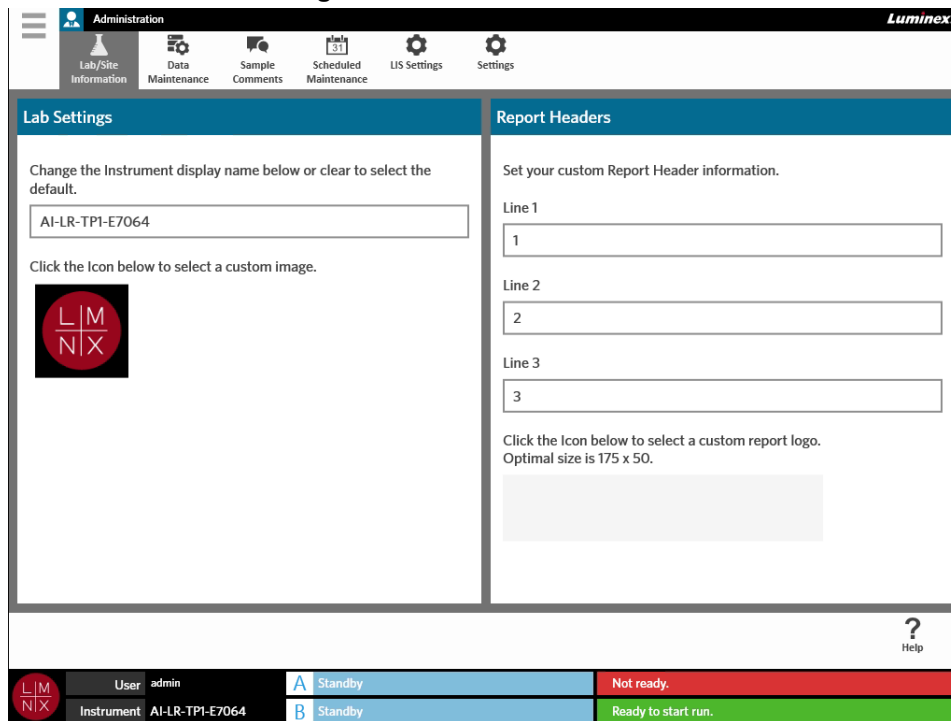 Administration
Luminex
Lab/Site
Information
Data
Maintenance
Sample
Comments
31
Scheduled
Maintenance
LIS Settings
Settings
Lab Settings
Change the Instrument display name below or clear to select the
default.
AI-LR-TP1-E7064
Click the Icon below to select a custom image.
L M
N X
Report Headers
Set your custom Report Header information.
Line 1
1
Line 2
2
Line 3
3
Click the Icon below to select a custom report logo.
Optimal size is 175 x 50.
?
Help
L M
N X
User admin
A Standby
Not ready.
Instrument AI-LR-TP1-E7064
B Standby
Ready to start run.